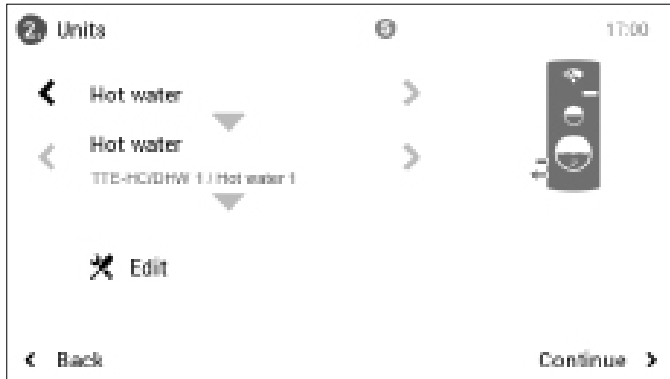 2. Units
17:00
Hot water
Hot water
TTE-HC/DHW 1 / Hot water 1
Edit
Back
Continue